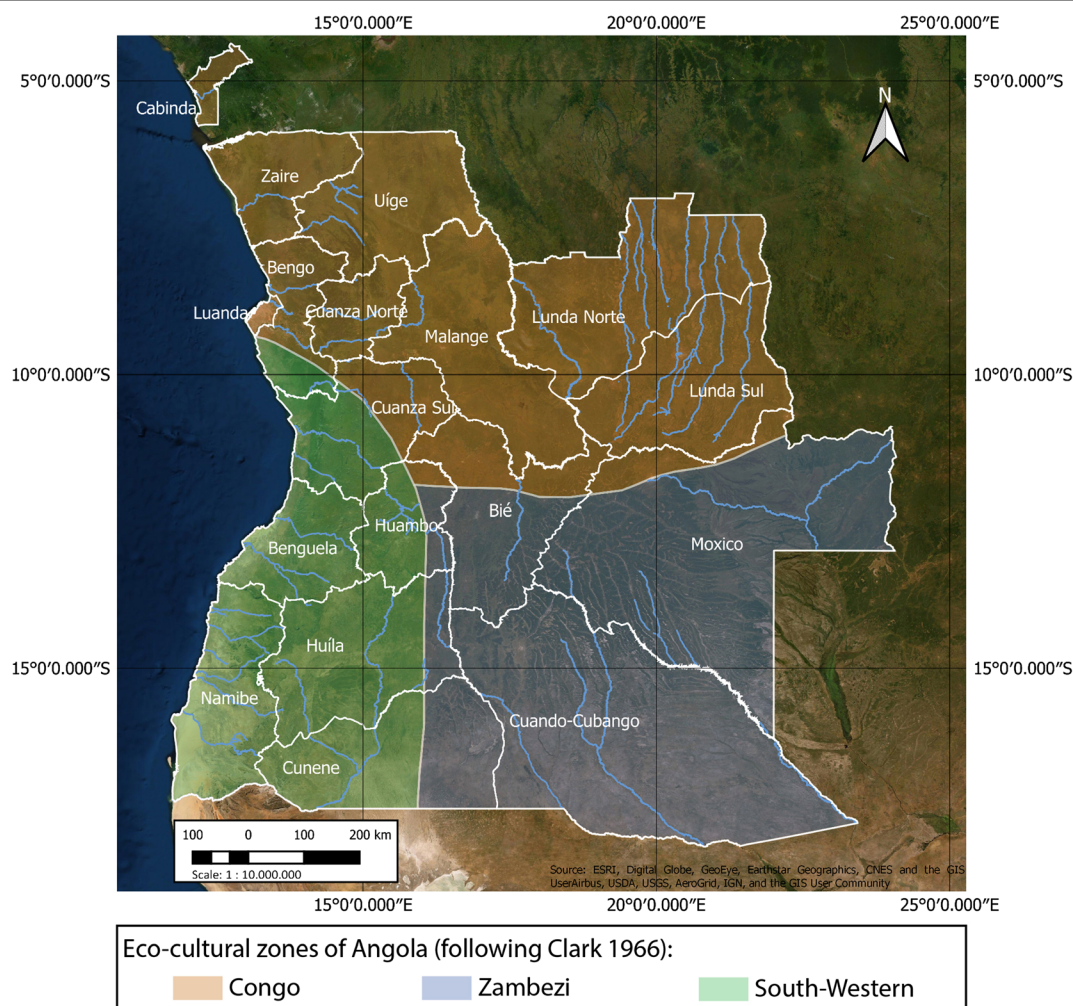 15°0′0.000″E 20°0′0.000″E 25°0′0.000″E
5°0′0.000″S 5°0′0.000″S
N
Cabinda
Zaire
Uíge
Bengo
Luanda
Cuanza Norte
Lunda Norte
Malange
10°0′0.000″S 10°0′0.000″S
Lunda Sul
Cuanza Sul
Bié
Huambo
Moxico
Benguela
Huíla
15°0′0.000″S 15°0′0.000″S
Namibe
Cuando-Cubango
Cunene
100 0 100 200 km
Scale: 1 : 10.000.000
Source: ESRI, Digital Globe, GeoEye, Earthstar Geographics, CNES and the GIS
UserAirbus, USDA, USGS, AeroGrid, IGN, and the GIS User Community
15°0′0.000″E 20°0′0.000″E 25°0′0.000″E
Eco-cultural zones of Angola (following Clark 1966):
Congo Zambezi South-Western